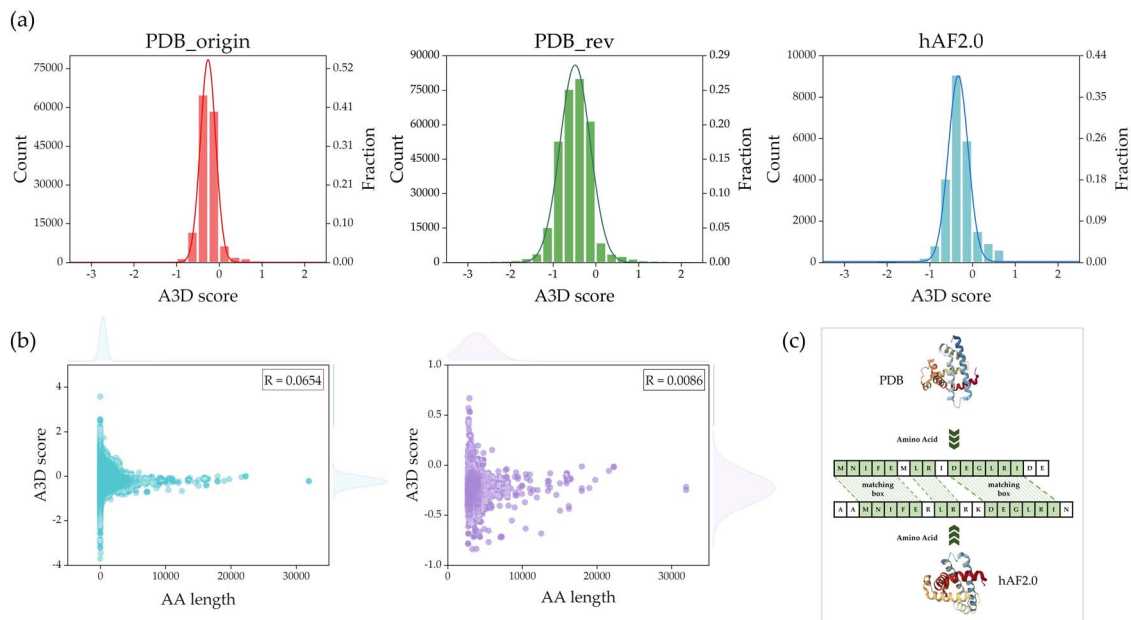 (a)
PDB_origin
75000
60000
45000
30000
15000
0
Count
0.52
0.41
0.31
0.21
0.10
0.00
Fraction
-3 -2 -1 0 1 2
A3D score
PDB_rev
90000
75000
60000
45000
30000
15000
0
Count
0.29
0.25
0.20
0.15
0.10
0.05
0.00
Fraction
-3 -2 -1 0 1 2
A3D score
hAF2.0
10000
8000
6000
4000
2000
0
Count
0.44
0.35
0.26
0.18
0.09
0.00
Fraction
-3 -2 -1 0 1 2
A3D score
(b)
R = 0.0654
4
2
0
-2
-4
A3D score
0 10000 20000 30000
AA length
R = 0.0086
1.0
0.5
0.0
-0.5
-1.0
A3D score
0 10000 20000 30000
AA length
(c)
PDB
Amino Acid
M N I F E M L R I D E G L R I D E
matching box
matching box
A A M N I F E R L R R K D E G L R I N
Amino Acid
hAF2.0